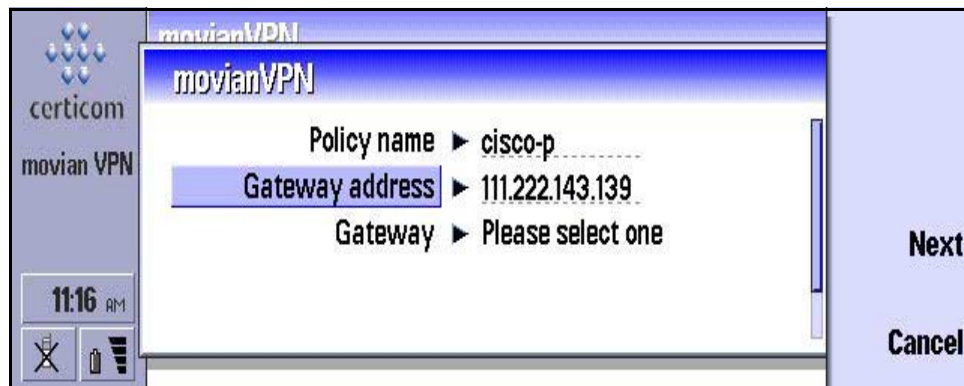 certicom
movian VPN
11:16 AM
movianVPN
movianVPN
Policy name ► cisco-p
Gateway address ► 111.222.143.139
Gateway ► Please select one
Next
Cancel